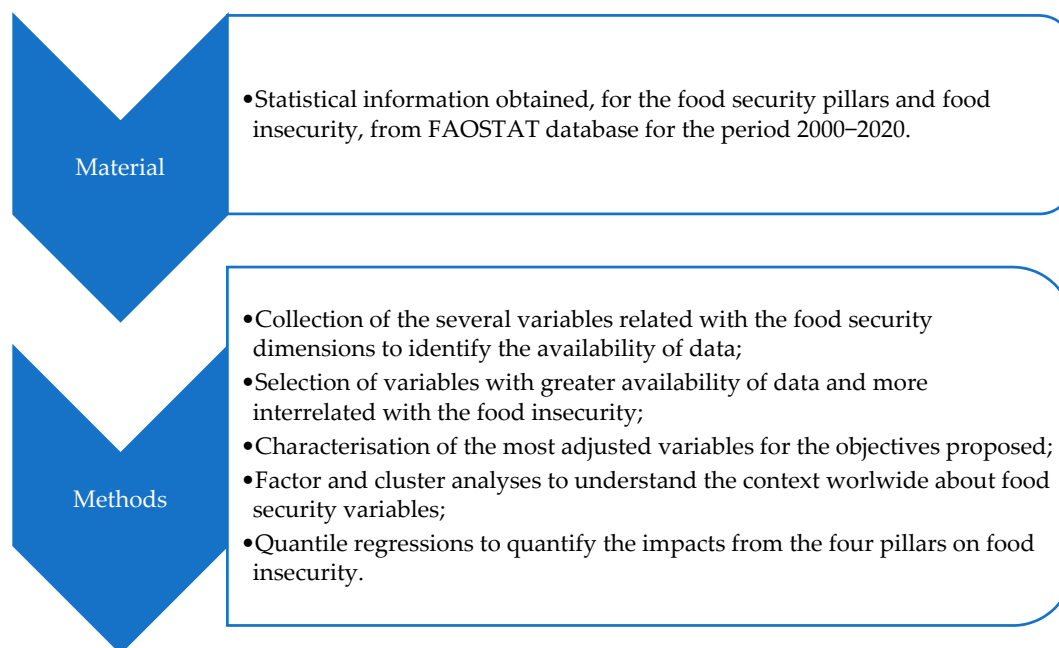 Material
•Statistical information obtained, for the food security pillars and food
insecurity, from FAOSTAT database for the period 2000−2020.
Methods
•Collection of the several variables related with the food security
dimensions to identify the availability of data;
•Selection of variables with greater availability of data and more
interrelated with the food insecurity;
•Characterisation of the most adjusted variables for the objectives proposed;
•Factor and cluster analyses to understand the context worlwide about food
security variables;
•Quantile regressions to quantify the impacts from the four pillars on food
insecurity.